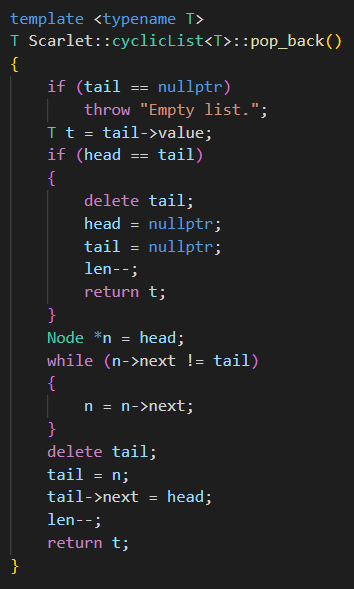 template <typename T>
T Scarlet::cyclicList<T>::pop_back()
{
    if (tail == nullptr)
        throw "Empty list.";
    T t = tail->value;
    if (head == tail)
    {
        delete tail;
        head = nullptr;
        tail = nullptr;
        len--;
        return t;
    }
    Node *n = head;
    while (n->next != tail)
    {
        n = n->next;
    }
    delete tail;
    tail = n;
    tail->next = head;
    len--;
    return t;
}